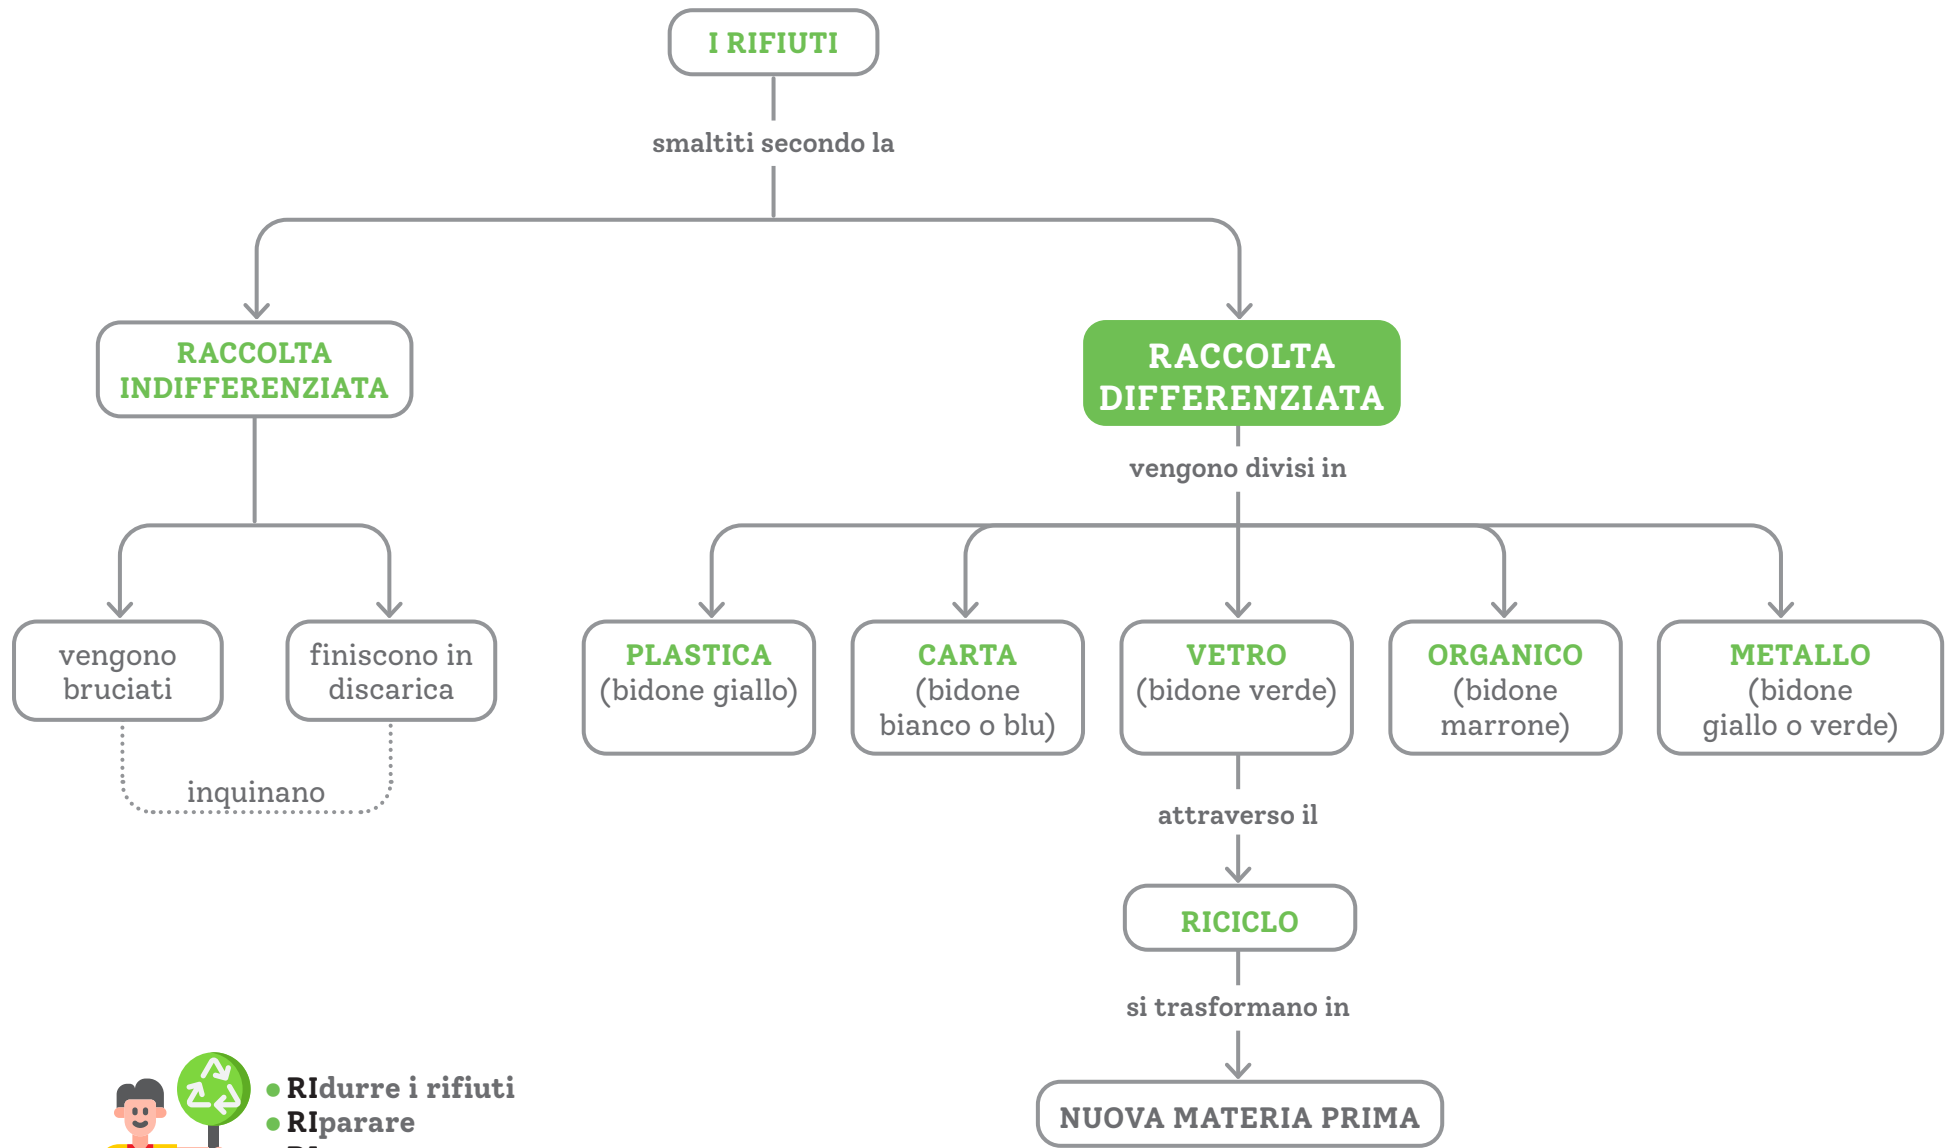 I RIFIUTI
smaltiti secondo la
RACCOLTA
INDIFFERENZIATA
RACCOLTA
DIFFERENZIATA
vengono divisi in
vengono
bruciati
finiscono in
discarica
inquinano
PLASTICA
(bidone giallo)
CARTA
(bidone
bianco o blu)
VETRO
(bidone verde)
ORGANICO
(bidone
marrone)
METALLO
(bidone
giallo o verde)
attraverso il
RICICLO
si trasformano in
NUOVA MATERIA PRIMA
• RIdurre i rifiuti
• RIparare